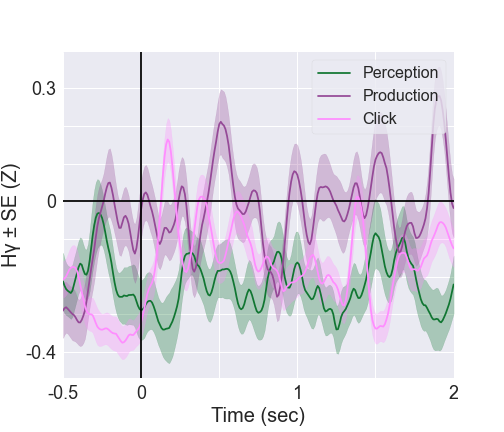 Perception
Production
Click
0.3
0
-0.4
Hγ ± SE (Z)
-0.5
0
1
2
Time (sec)